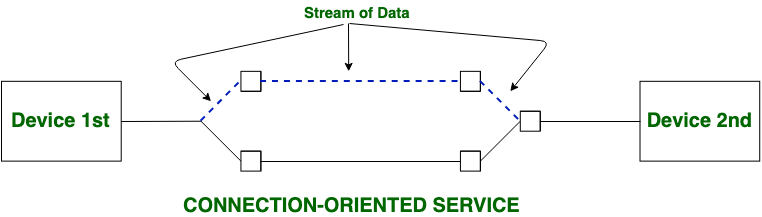 Stream of Data
Device 1st
Device 2nd
CONNECTION-ORIENTED SERVICE